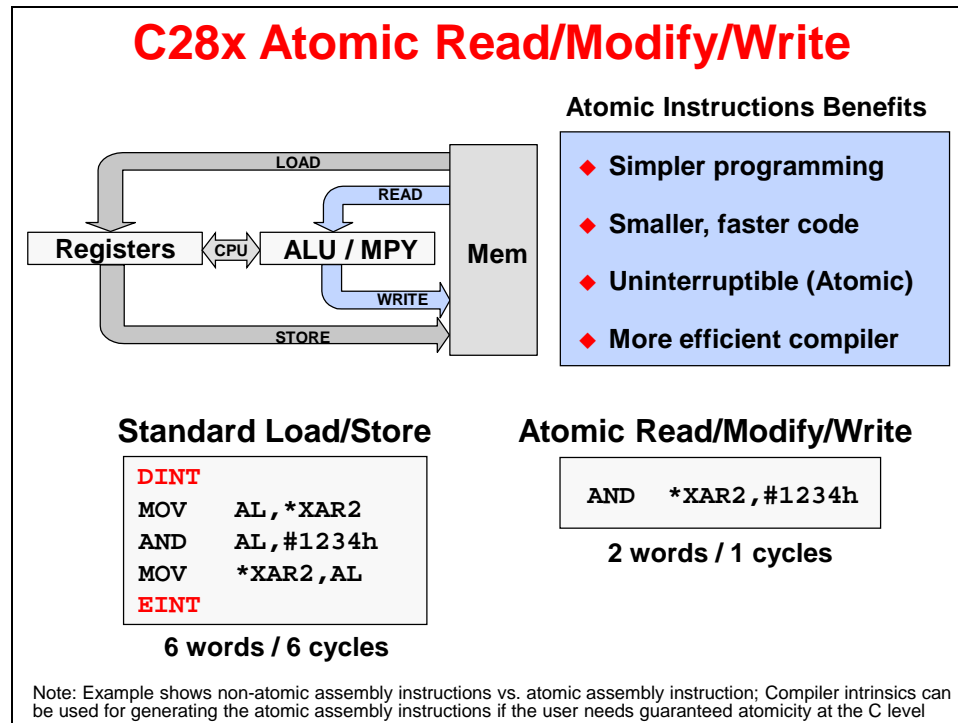 C28x Atomic Read/Modify/Write
Atomic Instructions Benefits
LOAD
READ
Registers
CPU
ALU / MPY
Mem
WRITE
STORE
◆ Simpler programming
◆ Smaller, faster code
◆ Uninterruptible (Atomic)
◆ More efficient compiler
Standard Load/Store
DINT
MOV AL,*XAR2
AND AL,#1234h
MOV *XAR2,AL
EINT
6 words / 6 cycles
Atomic Read/Modify/Write
AND *XAR2,#1234h
2 words / 1 cycles
Note: Example shows non-atomic assembly instructions vs. atomic assembly instruction; Compiler intrinsics can
be used for generating the atomic assembly instructions if the user needs guaranteed atomicity at the C level